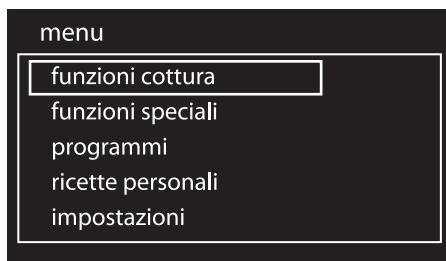 menu
funzioni cottura
funzioni speciali
programmi
ricette personali
impostazioni